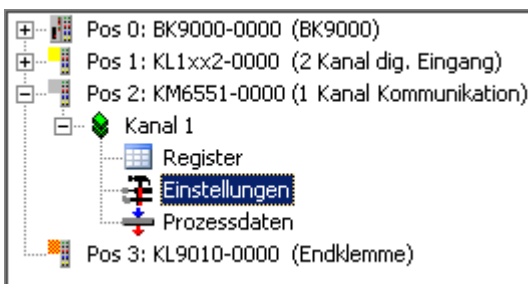 Pos 0: BK9000-0000 (BK9000)
Pos 1: KL1xx2-0000 (2 Kanal dig. Eingang)
Pos 2: KM6551-0000 (1 Kanal Kommunikation)
Kanal 1
Register
Einstellungen
Prozessdaten
Pos 3: KL9010-0000 (Endklemme)